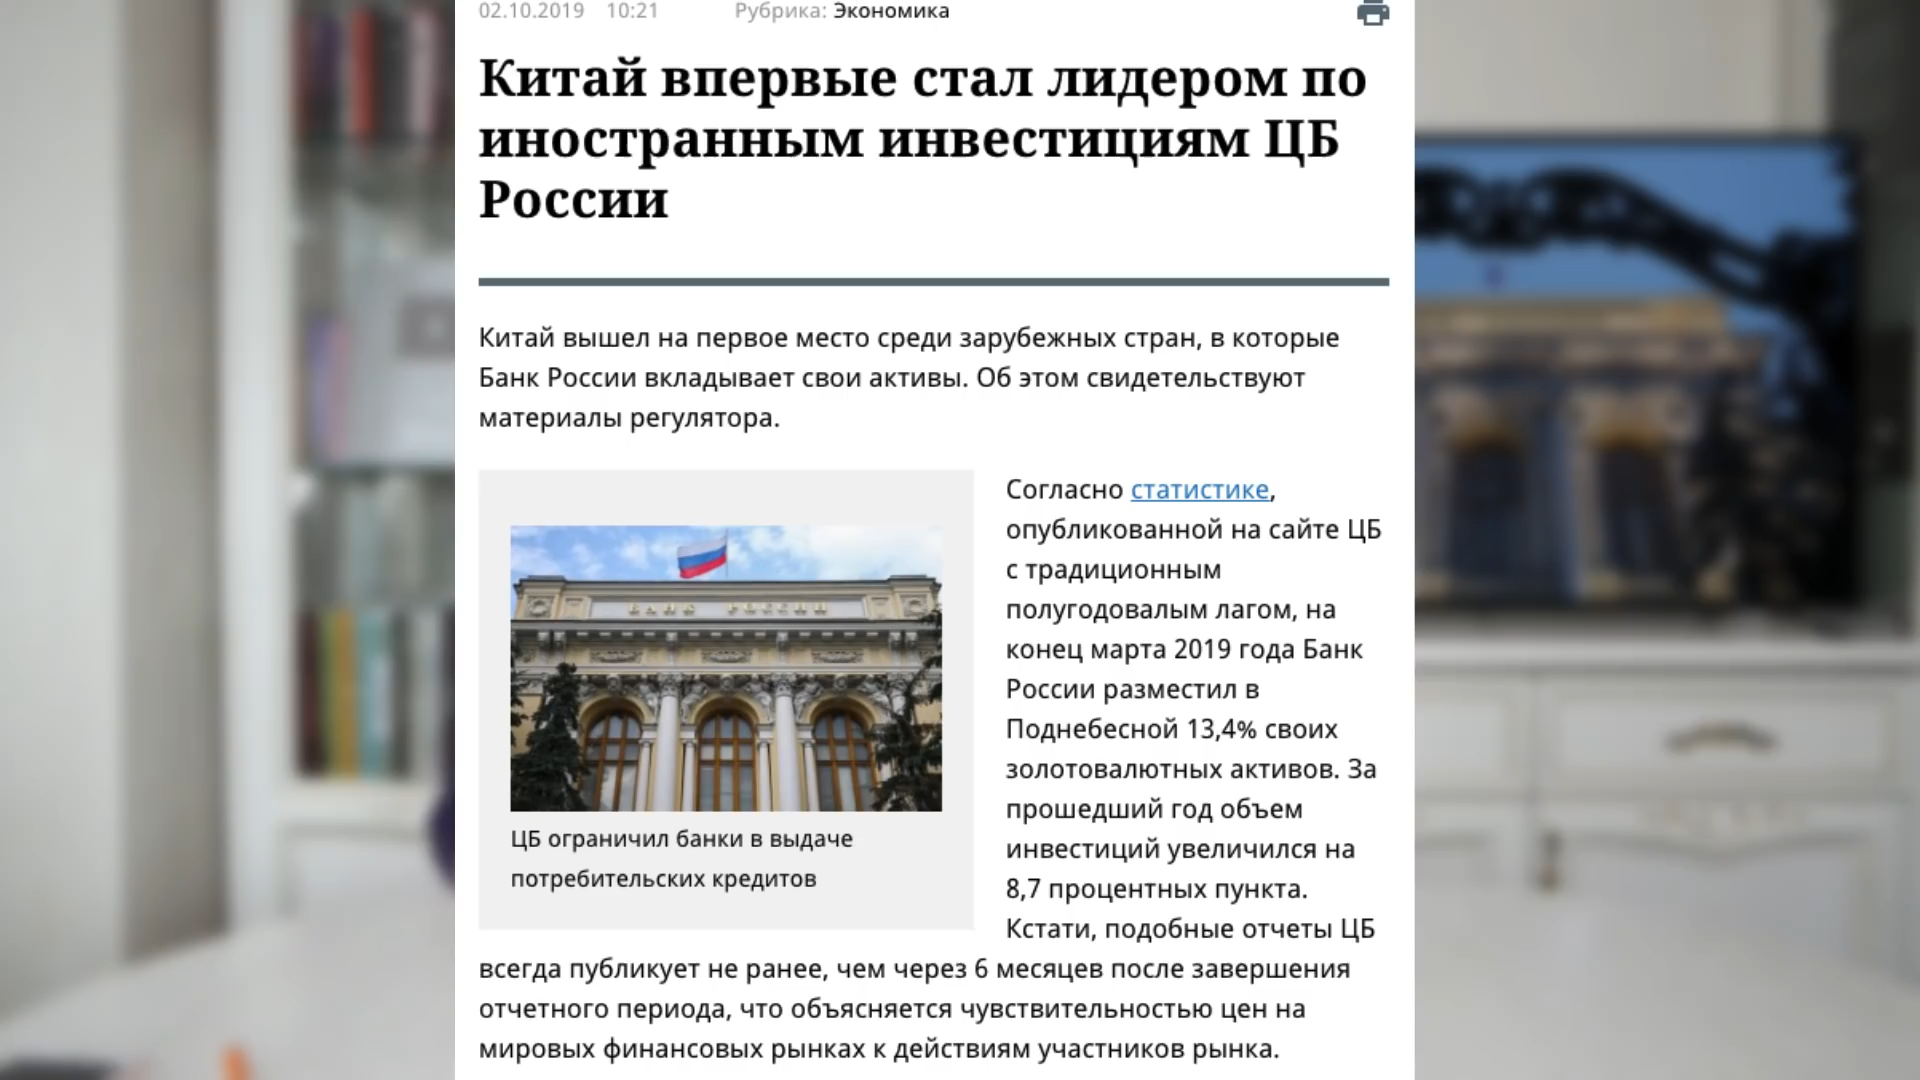 02.10.2019 10:21 Рубрика: Экономика
Китай впервые стал лидером по
иностранным инвестициям ЦБ
России
Китай вышел на первое место среди зарубежных стран, в которые
Банк России вкладывает свои активы. Об этом свидетельствуют
материалы регулятора.
БАНК РОССИИ
ЦБ ограничил банки в выдаче
потребительских кредитов
Согласно статистике,
опубликованной на сайте ЦБ
с традиционным
полугодовалым лагом, на
конец марта 2019 года Банк
России разместил в
Поднебесной 13,4% своих
золотовалютных активов. За
прошедший год объем
инвестиций увеличился на
8,7 процентных пункта.
Кстати, подобные отчеты ЦБ
всегда публикует не ранее, чем через 6 месяцев после завершения
отчетного периода, что объясняется чувствительностью цен на
мировых финансовых рынках к действиям участников рынка.